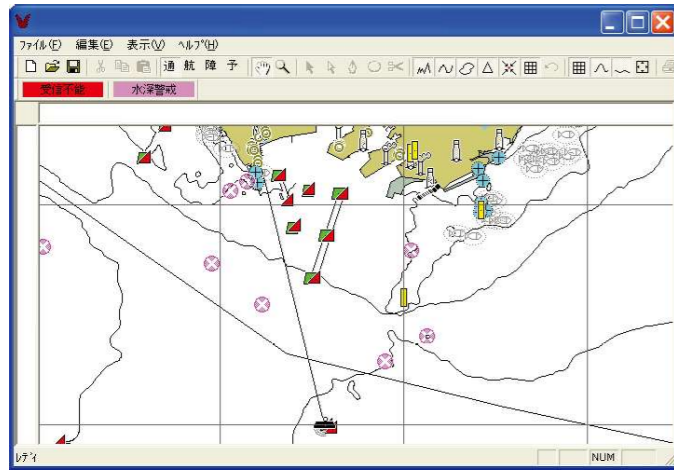 ファイル(F) 編集(E) 表示(V) ヘルプ(H)
通 航 障 予
受信不能 水深警戒
レディ NUM